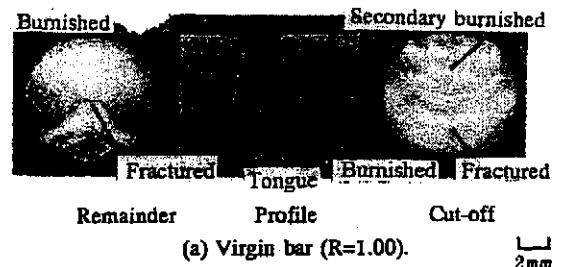 Burnished Secondary burnished
Fractured Tongue Burnished Fractured
Remainder Profile Cut-off
(a) Virgin bar (R=1.00).
2mm